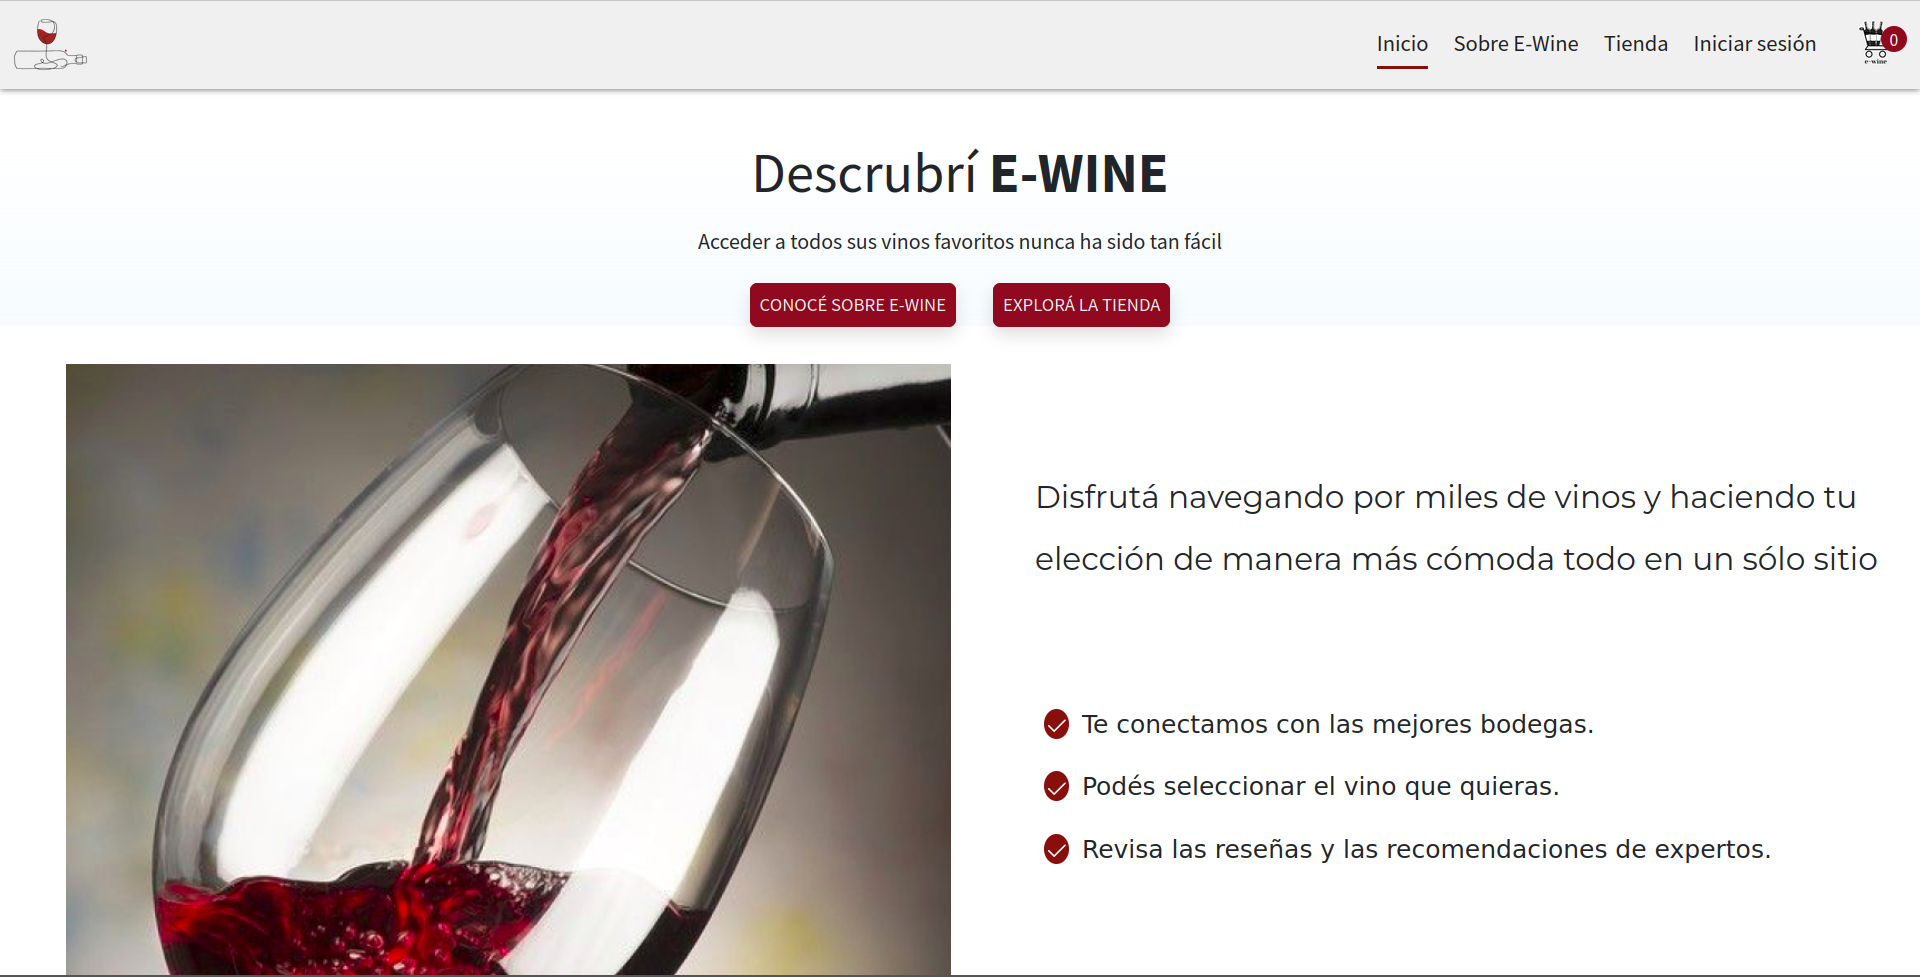 Inicio Sobre E-Wine Tienda Iniciar sesión 0
e-wine
Descrubrí E-WINE
Acceder a todos sus vinos favoritos nunca ha sido tan fácil
CONOCÉ SOBRE E-WINE EXPLORÁ LA TIENDA
Disfrutá navegando por miles de vinos y haciendo tu
elección de manera más cómoda todo en un sólo sitio
Te conectamos con las mejores bodegas.
Podés seleccionar el vino que quieras.
Revisa las reseñas y las recomendaciones de expertos.